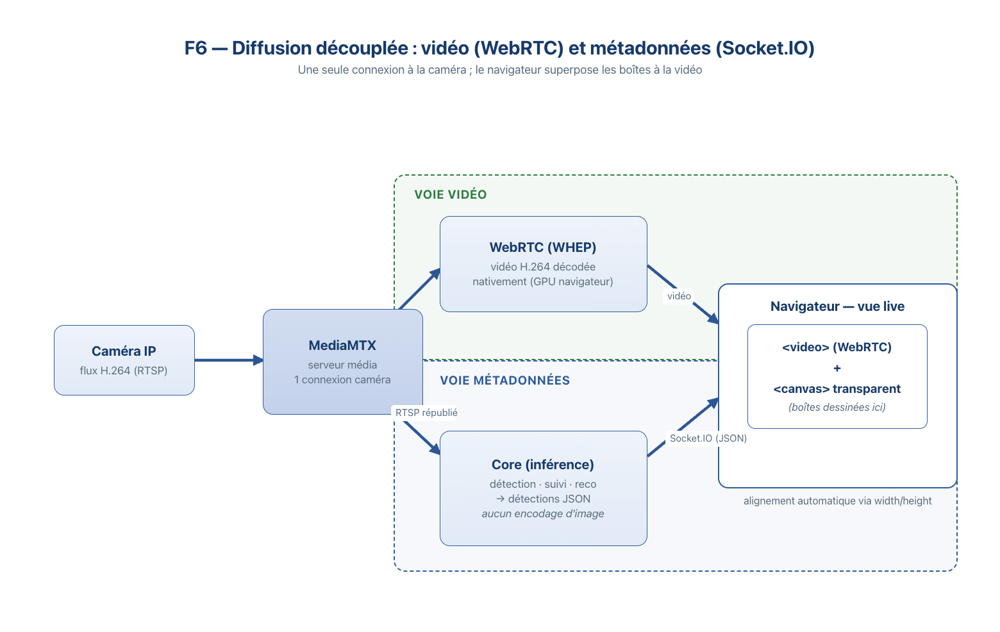 F6 — Diffusion découplée : vidéo (WebRTC) et métadonnées (Socket.IO)
Une seule connexion à la caméra ; le navigateur superpose les boîtes à la vidéo
VOIE VIDÉO
WebRTC (WHEP)
vidéo H.264 décodée
nativement (GPU navigateur)
vidéo
Caméra IP
flux H.264 (RTSP)
MediaMTX
serveur média
1 connexion caméra
RTSP républié
VOIE MÉTADONNÉES
Core (inférence)
détection · suivi · reco
→ détections JSON
aucun encodage d'image
Socket.IO (JSON)
Navigateur — vue live
<video> (WebRTC)
+
<canvas> transparent
(boîtes dessinées ici)
alignement automatique via width/height